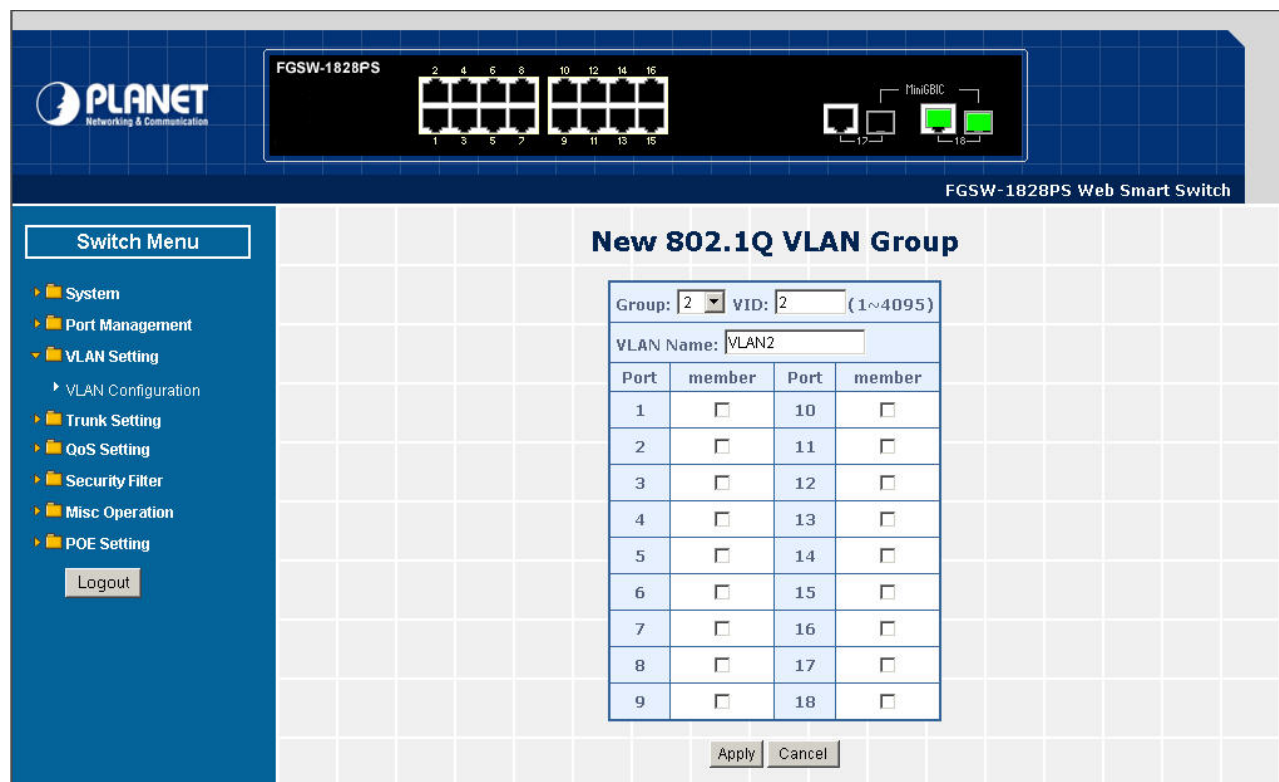 FGSW-1828PS
2 4 6 8 10 12 14 16
MiniGBIC
PLANET
Networking & Communication
1 3 5 7 9 11 13 15
17 18
FGSW-1828PS Web Smart Switch
Switch Menu
System
Port Management
VLAN Setting
VLAN Configuration
Trunk Setting
QoS Setting
Security Filter
Misc Operation
POE Setting
Logout
New 802.1Q VLAN Group
Group: 2 VID: 2 (1~4095)
VLAN Name: VLAN2
Port member Port member
1 10
2 11
3 12
4 13
5 14
6 15
7 16
8 17
9 18
Apply Cancel